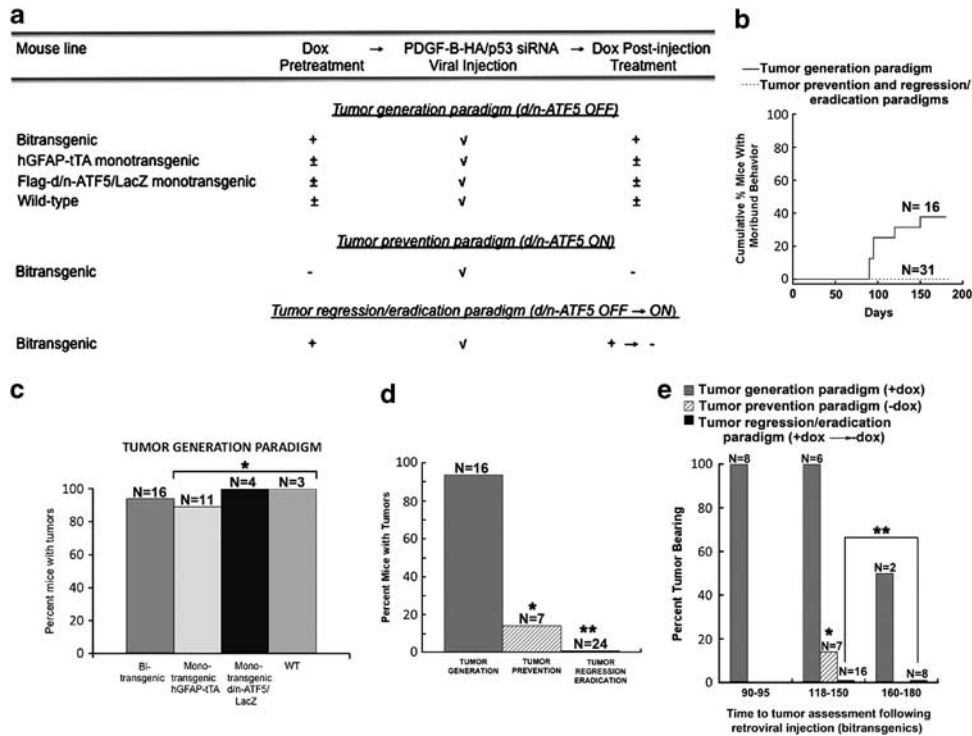 a
Mouse line Dox → PDGF-B-HA/p53 siRNA → Dox Post-injection
Pretreatment Viral Injection Treatment
Tumor generation paradigm (d/n-ATF5 OFF)
Bitransgenic + √ +
hGFAP-tTA monotransgenic ± √ ±
Flag-d/n-ATF5/LacZ monotransgenic ± √ ±
Wild-type ± √ ±
Tumor prevention paradigm (d/n-ATF5 ON)
Bitransgenic - √ -
Tumor regression/eradication paradigm (d/n-ATF5 OFF → ON)
Bitransgenic + √ + → -
b
Tumor generation paradigm
Tumor prevention and regression/
eradication paradigms
Cumulative % Mice With
Moribund Behavior
100
80
60
40
20
0
N= 16
N=31
0 50 100 150 200
Days
c
TUMOR GENERATION PARADIGM
*
Percent mice with tumors
100
80
60
40
20
0
N=16
N=11
N=4
N=3
Bi-
transgenic
Mono-
transgenic
hGFAP-tTA
Mono-
transgenic
d/n-ATF5/
LacZ
WT
d
Percent Mice with Tumors
100
80
60
40
20
0
N=16
*
N=7
**
N=24
TUMOR
GENERATION
TUMOR
PREVENTION
TUMOR
REGRESSION
ERADICATION
e
Tumor generation paradigm (+dox)
Tumor prevention paradigm (-dox)
Tumor regression/eradication
paradigm (+dox → -dox)
Percent Tumor Bearing
100
80
60
40
20
0
N=8
N=6
*
N=7
N=16
**
N=2
N=8
90-95 118-150 160-180
Time to tumor assessment following
retroviral injection (bitransgenics)